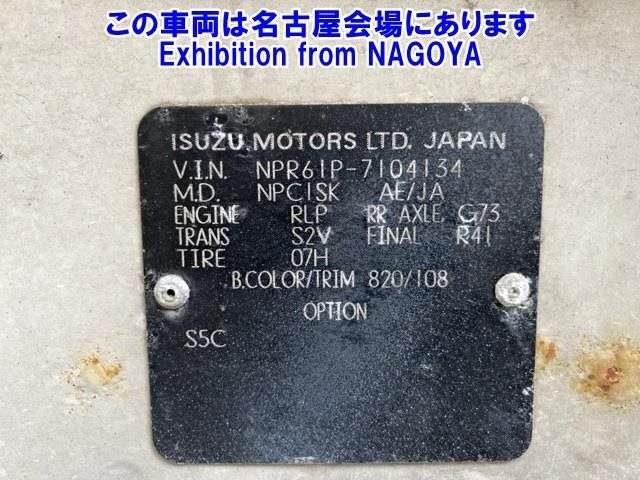 この車両は名古屋会場にあります
Exhibition from NAGOYA
ISUZU MOTORS LTD. JAPAN
V.I.N. NPR61P-7104134
M.D. NPC1SK AE/JA
ENGINE RLP RR AXLE. G73
TRANS S2V FINAL R41
TIRE 07H
B.COLOR/TRIM 820/108
OPTION
S5C